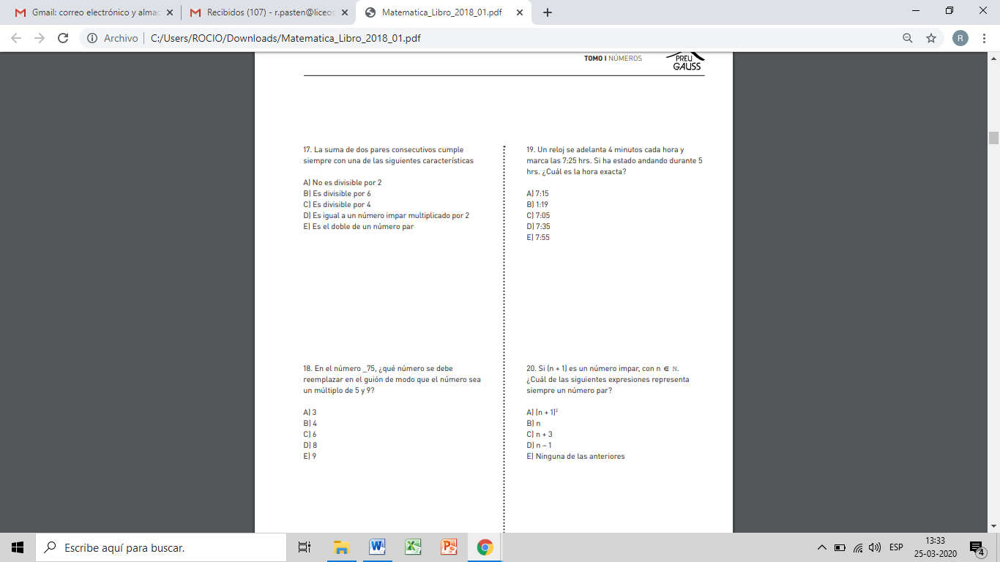 Gmail: correo electrónico y almac
Recibidos (107) - r.pasten@liceos
Matematica_Libro_2018_01.pdf
Archivo
C:/Users/ROCIO/Downloads/Matematica_Libro_2018_01.pdf
R
TOMO I NÚMEROS
PREU
GAUSS
17. La suma de dos pares consecutivos cumple
siempre con una de las siguientes características
A) No es divisible por 2
B) Es divisible por 6
C) Es divisible por 4
D) Es igual a un número impar multiplicado por 2
E) Es el doble de un número par
18. En el número _75, ¿qué número se debe
reemplazar en el guión de modo que el número sea
un múltiplo de 5 y 9?
A) 3
B) 4
C) 6
D) 8
E) 9
19. Un reloj se adelanta 4 minutos cada hora y
marca las 7:25 hrs. Si ha estado andando durante 5
hrs. ¿Cuál es la hora exacta?
A) 7:15
B) 1:19
C) 7:05
D) 7:35
E) 7:55
20. Si (n + 1) es un número impar, con n ∈ ℕ.
¿Cuál de las siguientes expresiones representa
siempre un número par?
A) (n + 1)²
B) n
C) n + 3
D) n – 1
E) Ninguna de las anteriores
Escribe aquí para buscar.
ESP
13:33
25-03-2020
4